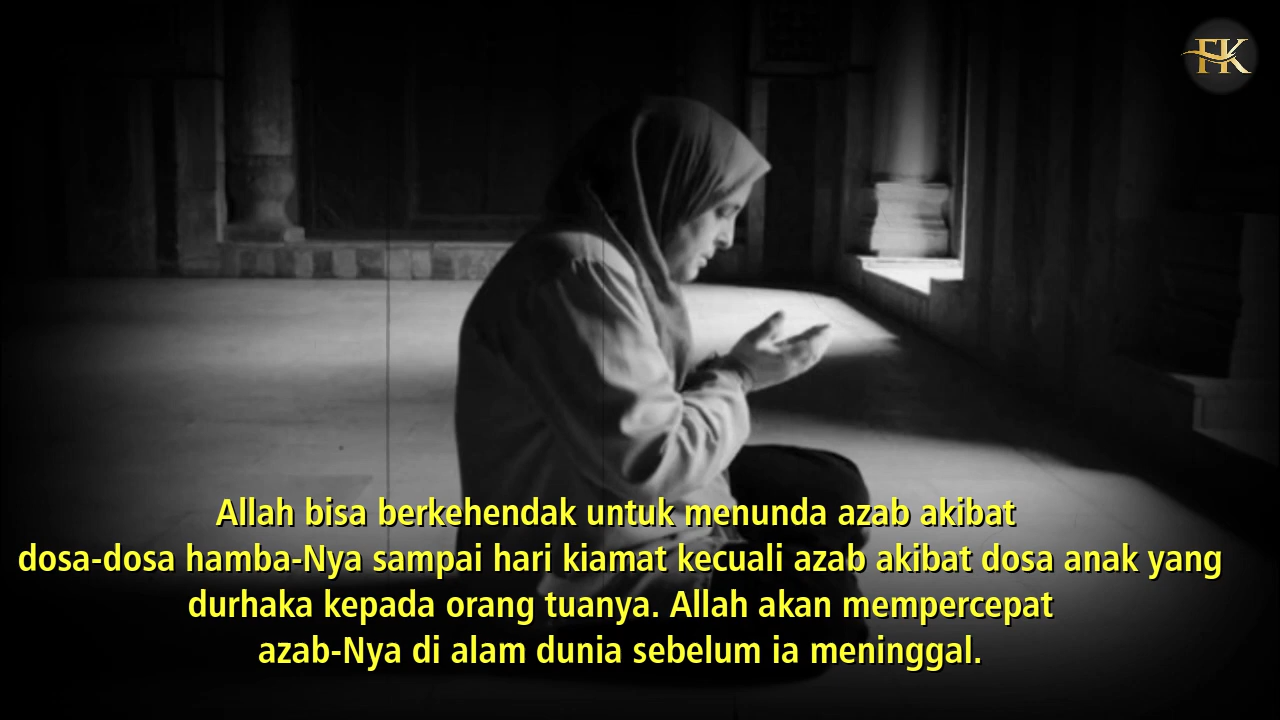 FK
Allah bisa berkehendak untuk menunda azab akibat
dosa-dosa hamba-Nya sampai hari kiamat kecuali azab akibat dosa anak yang
durhaka kepada orang tuanya. Allah akan mempercepat
azab-Nya di alam dunia sebelum ia meninggal.